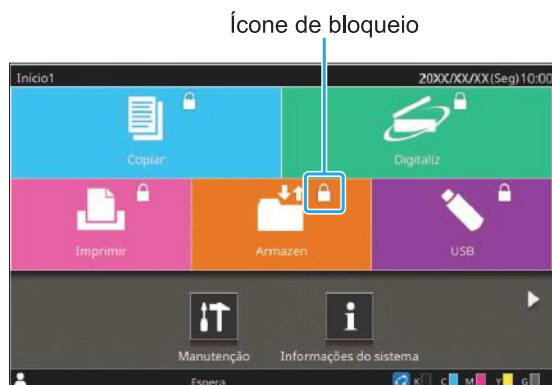 Ícone de bloqueio
Início1 20XX/XX/XX(Seg)10:00
Copiar Digitaliz
Imprimir Armazen USB
Manutenção Informações do sistema
Espera K C M Y G